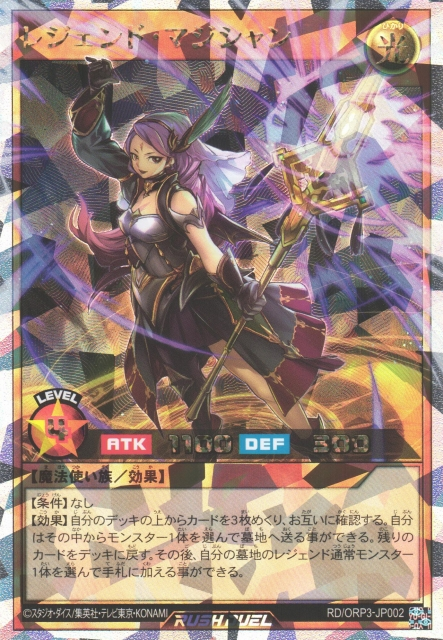 レジェンド・マジシャン
ひかり
光
LEVEL
4
ATK 1100 DEF 300
【魔法使い族/効果】
【条件】なし
【効果】自分のデッキの上からカードを3枚めくり、お互いに確認する。自分
はその中からモンスター1体を選んで墓地へ送る事ができる。残りの
カードをデッキに戻す。その後、自分の墓地のレジェンド通常モンスター
1体を選んで手札に加える事ができる。
©スタジオ・ダイス/集英社・テレビ東京・KONAMI
RUSH DUEL
RD/ORP3-JP002